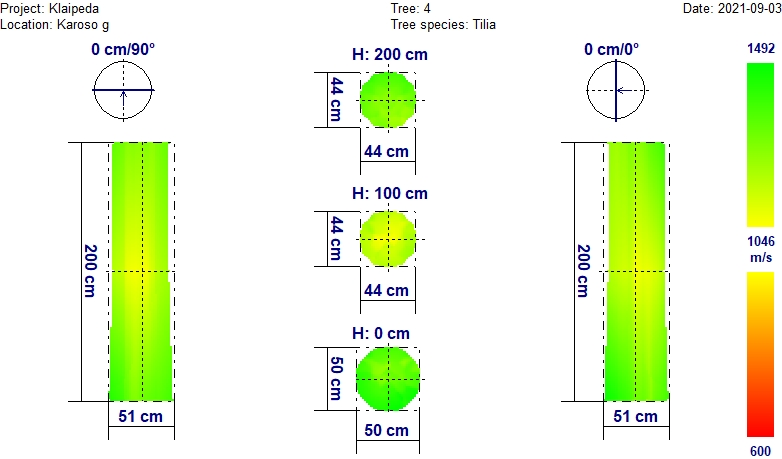 Project: Klaipeda
Tree: 4
Date: 2021-09-03
Location: Karoso g
Tree species: Tilia
0 cm/90°
H: 200 cm
0 cm/0°
1492
44 cm
44 cm
H: 100 cm
44 cm
44 cm
200 cm
200 cm
1046
m/s
H: 0 cm
50 cm
50 cm
51 cm
51 cm
600